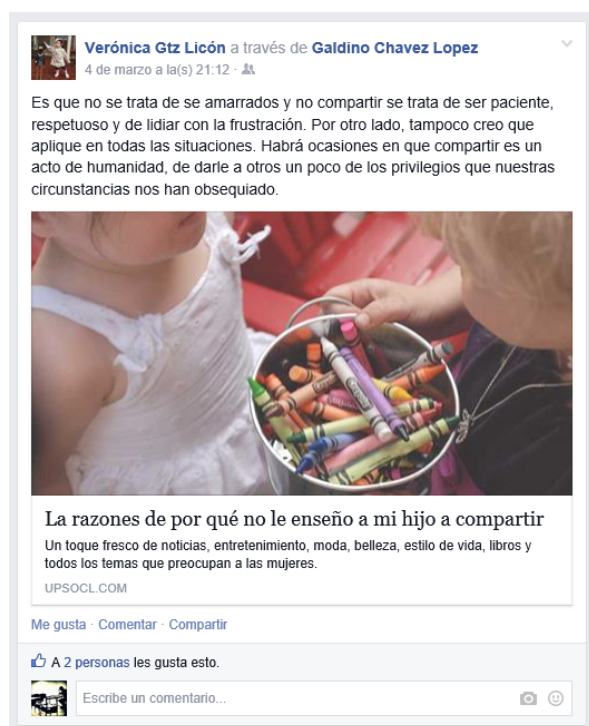 Verónica Gtz Licón a través de Galdino Chavez Lopez
4 de marzo a la(s) 21:12 ·
Es que no se trata de se amarrados y no compartir se trata de ser paciente,
respetuoso y de lidiar con la frustración. Por otro lado, tampoco creo que
aplique en todas las situaciones. Habrá ocasiones en que compartir es un
acto de humanidad, de darle a otros un poco de los privilegios que nuestras
circunstancias nos han obsequiado.
Crayola
La razones de por qué no le enseño a mi hijo a compartir
Un toque fresco de noticias, entretenimiento, moda, belleza, estilo de vida, libros y
todos los temas que preocupan a las mujeres.
UPSOCL.COM
Me gusta · Comentar · Compartir
A 2 personas les gusta esto.
Escribe un comentario...